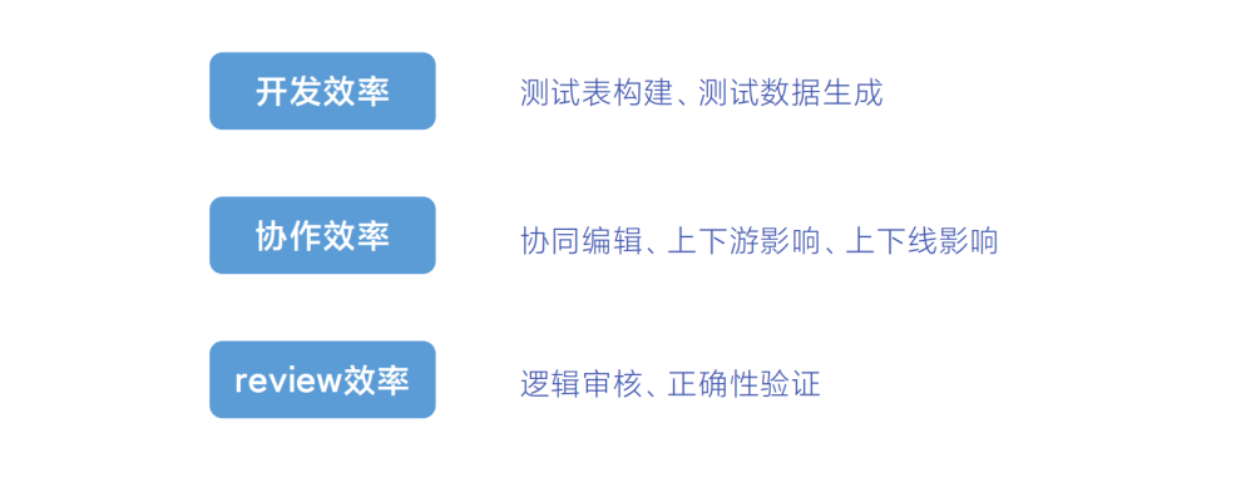 开发效率
测试表构建、测试数据生成
协作效率
协同编辑、上下游影响、上下线影响
review效率
逻辑审核、正确性验证